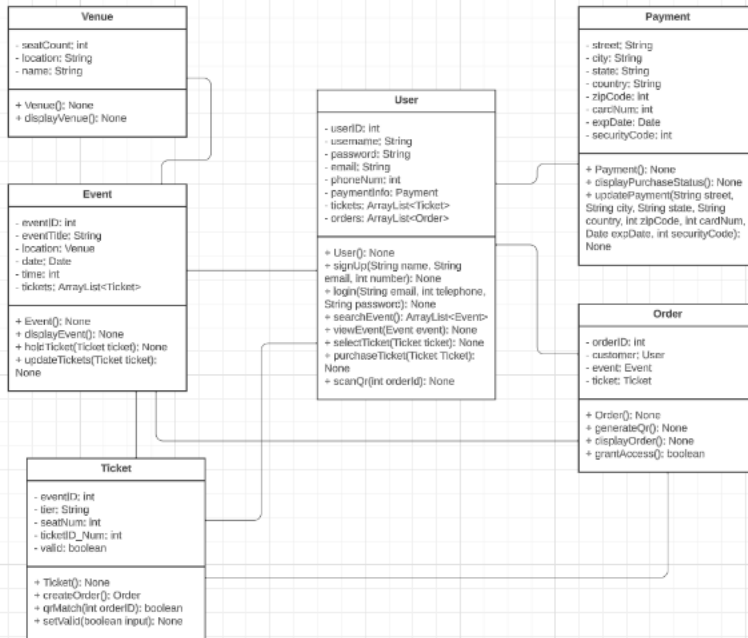 Venue
- seatCount: int
- location: String
- name: String
+ Venue(): None
+ displayVenue(): None
Event
- eventID: int
- eventTitle: String
- location: Venue
- date: Date
- time: int
- tickets: ArrayList<Ticket>
+ Event(): None
+ displayEvent(): None
+ holdTicket(Ticket ticket): None
+ updateTickets(Ticket ticket):
None
Ticket
- eventID: int
- tier: String
- seatNum: int
- ticketID_Num: int
- valid: boolean
+ Ticket(): None
+ createOrder(): Order
+ qrMatch(int orderID): boolean
+ setValid(boolean input): None
User
- userID: int
- username: String
- password: String
- email: String
- phoneNum: int
- paymentInfo: Payment
- tickets: ArrayList<Ticket>
- orders: ArrayList<Order>
+ User(): None
+ signUp(String name, String
email, int number): None
+ login(String email, int telephone,
String password): None
+ searchEvent(): ArrayList<Event>
+ viewEvent(Event event): None
+ selectTicket(Ticket ticket): None
+ purchaseTicket(Ticket Ticket):
None
+ scanQr(int orderId): None
Payment
- street: String
- city: String
- state: String
- country: String
- zipCode: int
- cardNum: int
- expDate: Date
- securityCode: int
+ Payment(): None
+ displayPurchaseStatus(): None
+ updatePayment(String street,
String city, String state, String
country, int zipCode, int cardNum,
Date expDate, int securityCode):
None
Order
- orderID: int
- customer: User
- event: Event
- ticket: Ticket
+ Order(): None
+ generateQr(): None
+ displayOrder(): None
+ grantAccess(): boolean